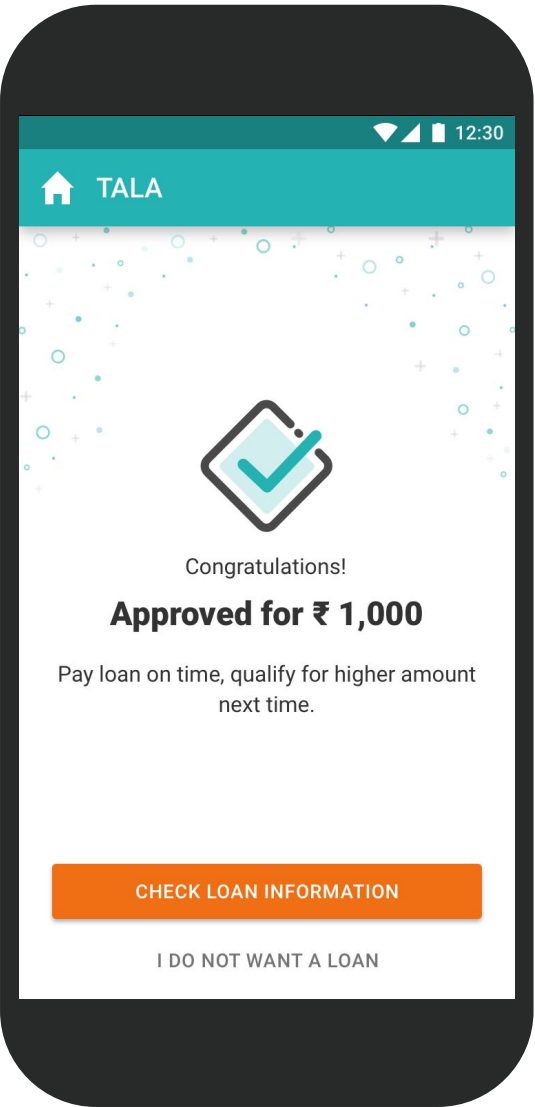 12:30
TALA
Congratulations!
Approved for ₹ 1,000
Pay loan on time, qualify for higher amount
next time.
CHECK LOAN INFORMATION
I DO NOT WANT A LOAN